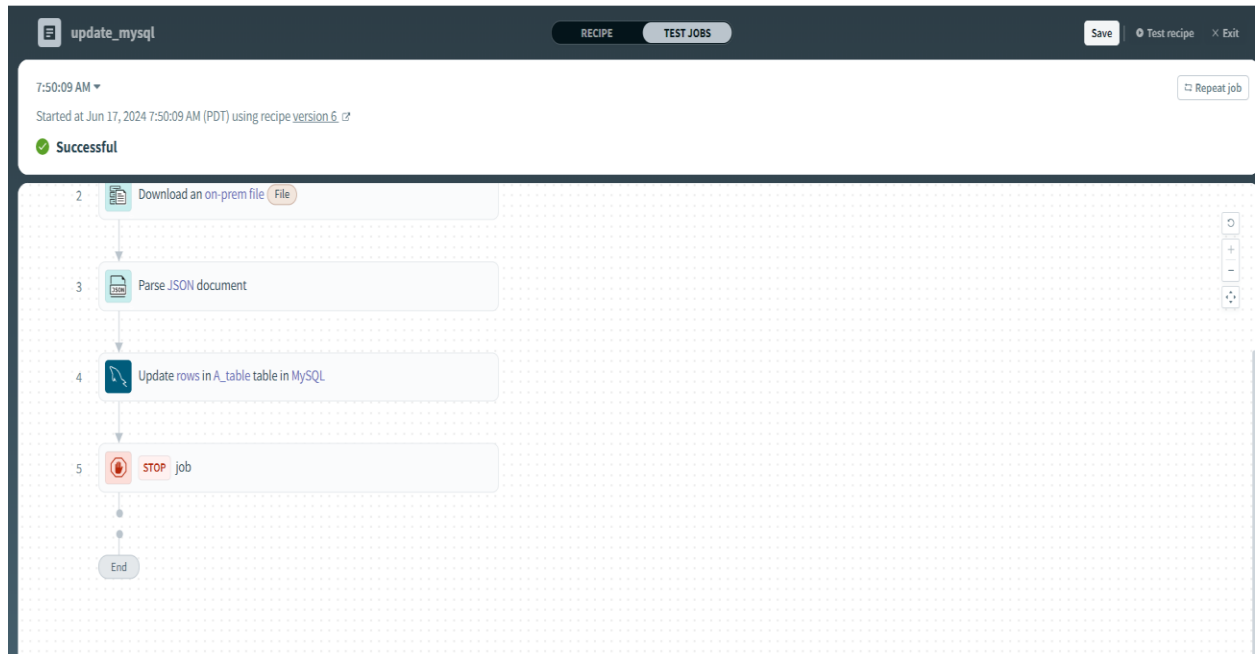 update_mysql
RECIPE
TEST JOBS
Save
Test recipe
Exit
7:50:09 AM
Repeat job
Started at Jun 17, 2024 7:50:09 AM (PDT) using recipe version 6
Successful
2 Download an on-prem file File
3 JSON Parse JSON document
4 Update rows in A_table table in MySQL
5 STOP job
End